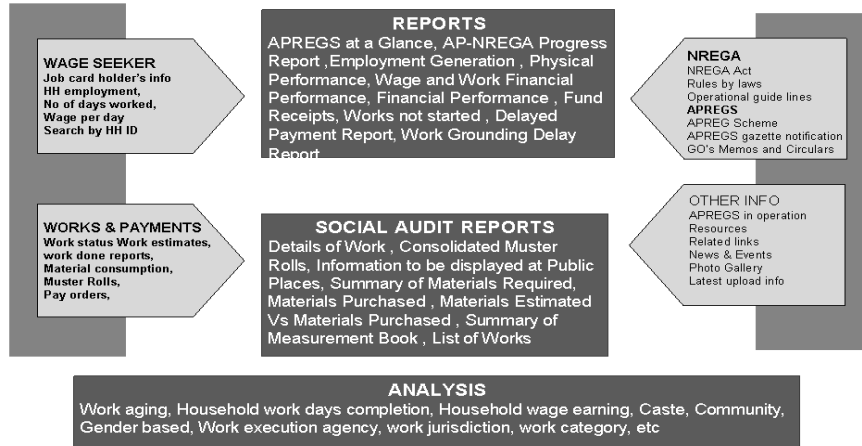 REPORTS
APREGS at a Glance, AP-NREGA Progress
Report ,Employment Generation , Physical
Performance, Wage and Work Financial
Performance, Financial Performance , Fund
Receipts, Works not started , Delayed
Payment Report, Work Grounding Delay
Report
WAGE SEEKER
Job card holder's info
HH employment,
No of days worked,
Wage per day
Search by HH ID
NREGA
NREGA Act
Rules by laws
Operational guide lines
APREGS
APREG Scheme
APREGS gazette notification
GO's Memos and Circulars
WORKS & PAYMENTS
Work status Work estimates,
work done reports,
Material consumption,
Muster Rolls,
Pay orders,
SOCIAL AUDIT REPORTS
Details of Work , Consolidated Muster
Rolls, Information to be displayed at Public
Places, Summary of Materials Required,
Materials Purchased , Materials Estimated
Vs Materials Purchased , Summary of
Measurement Book , List of Works
OTHER INFO
APREGS in operation
Resources
Related links
News & Events
Photo Gallery
Latest upload info
ANALYSIS
Work aging, Household work days completion, Household wage earning, Caste, Community,
Gender based, Work execution agency, work jurisdiction, work category, etc